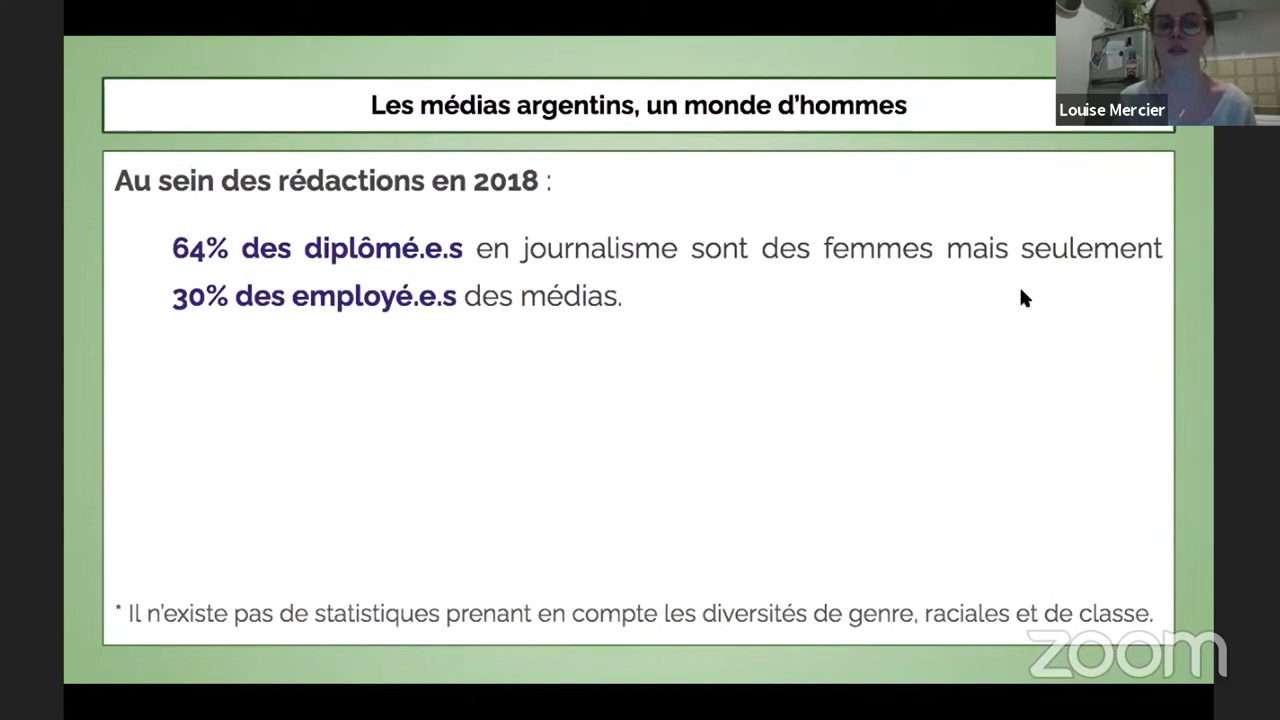 Les médias argentins, un monde d'hommes
Louise Mercier
Au sein des rédactions en 2018 :
64% des diplômé.e.s en journalisme sont des femmes mais seulement
30% des employé.e.s des médias.
* Il n'existe pas de statistiques prenant en compte les diversités de genre, raciales et de classe.
zoom